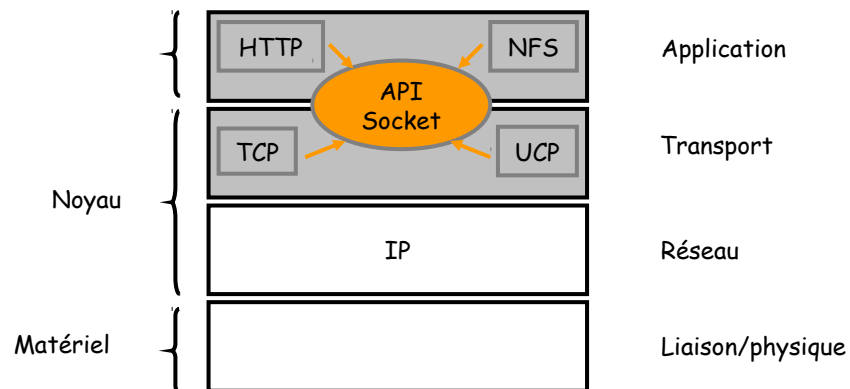 HTTP
NFS
Application
API
Socket
TCP
UCP
Transport
Noyau
IP
Réseau
Matériel
Liaison/physique